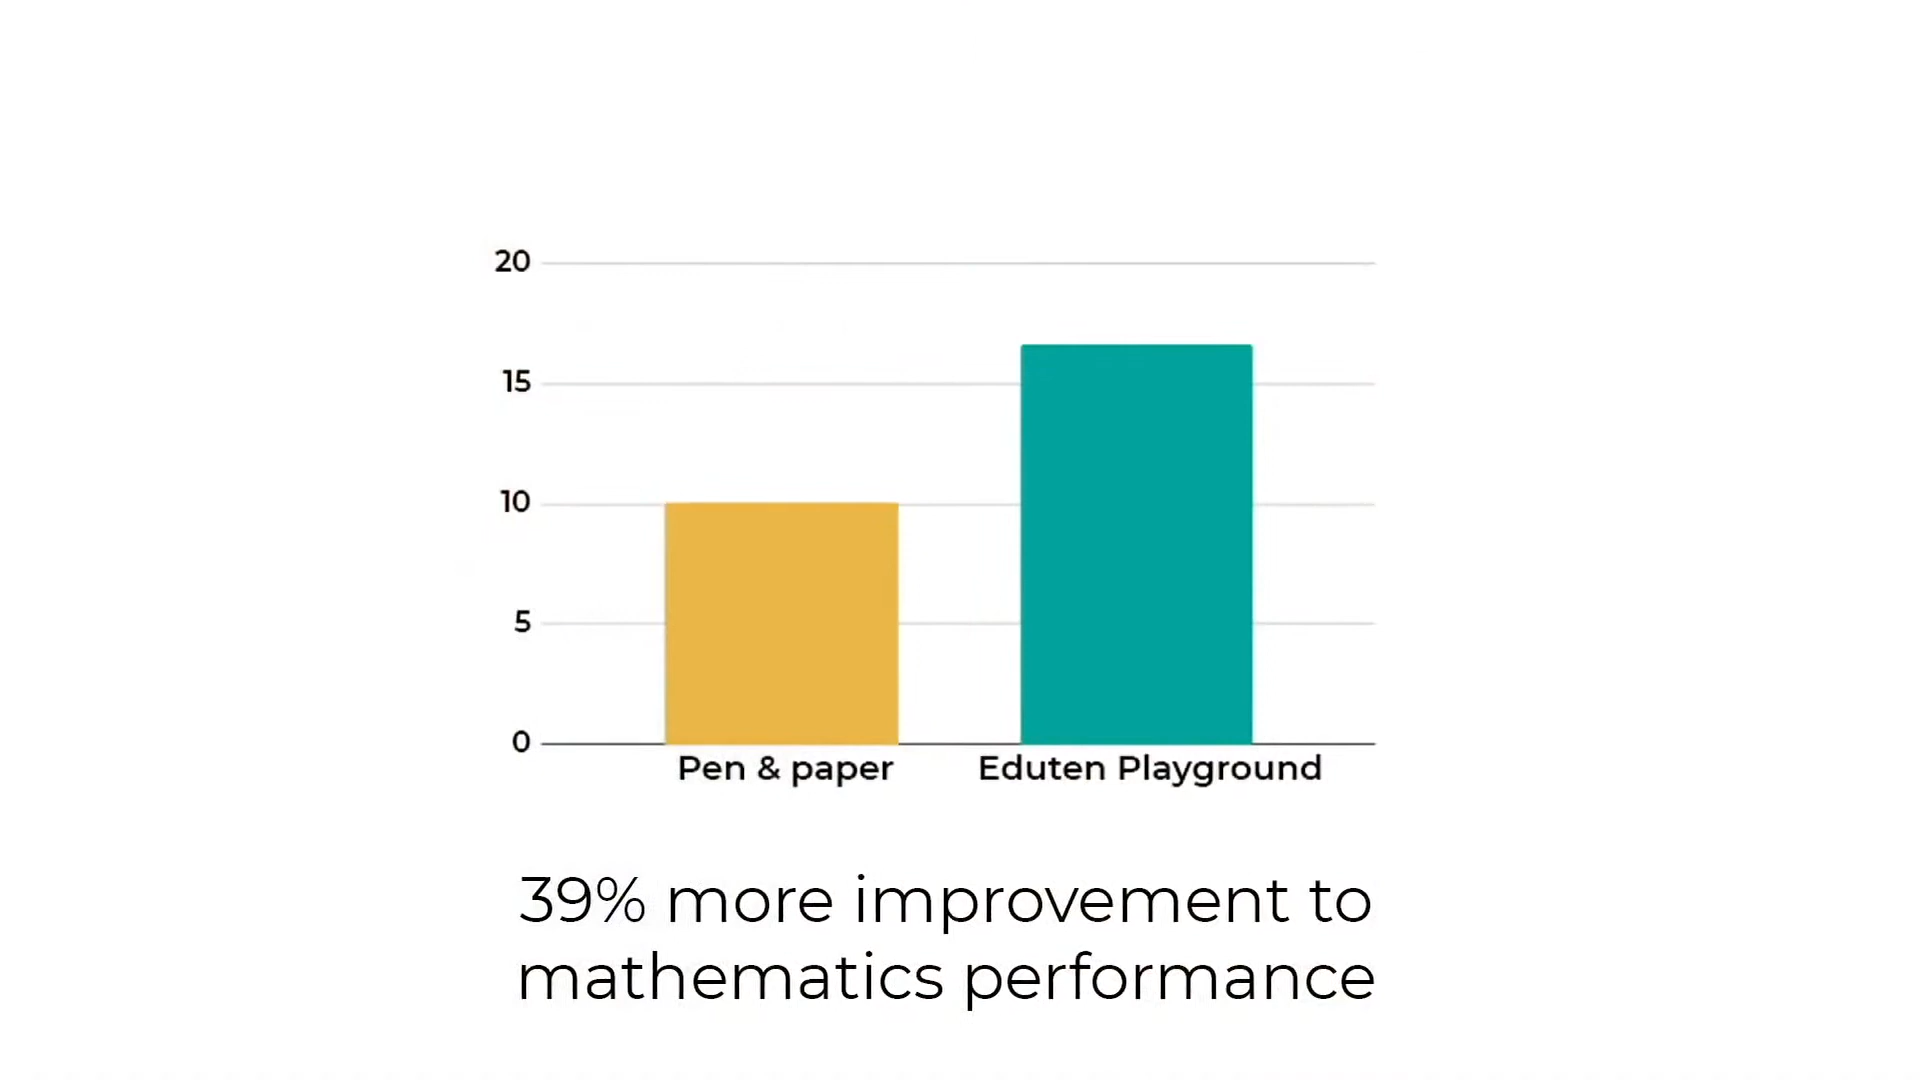 20
15
10
5
0
Pen & paper Eduten Playground
39% more improvement to
mathematics performance